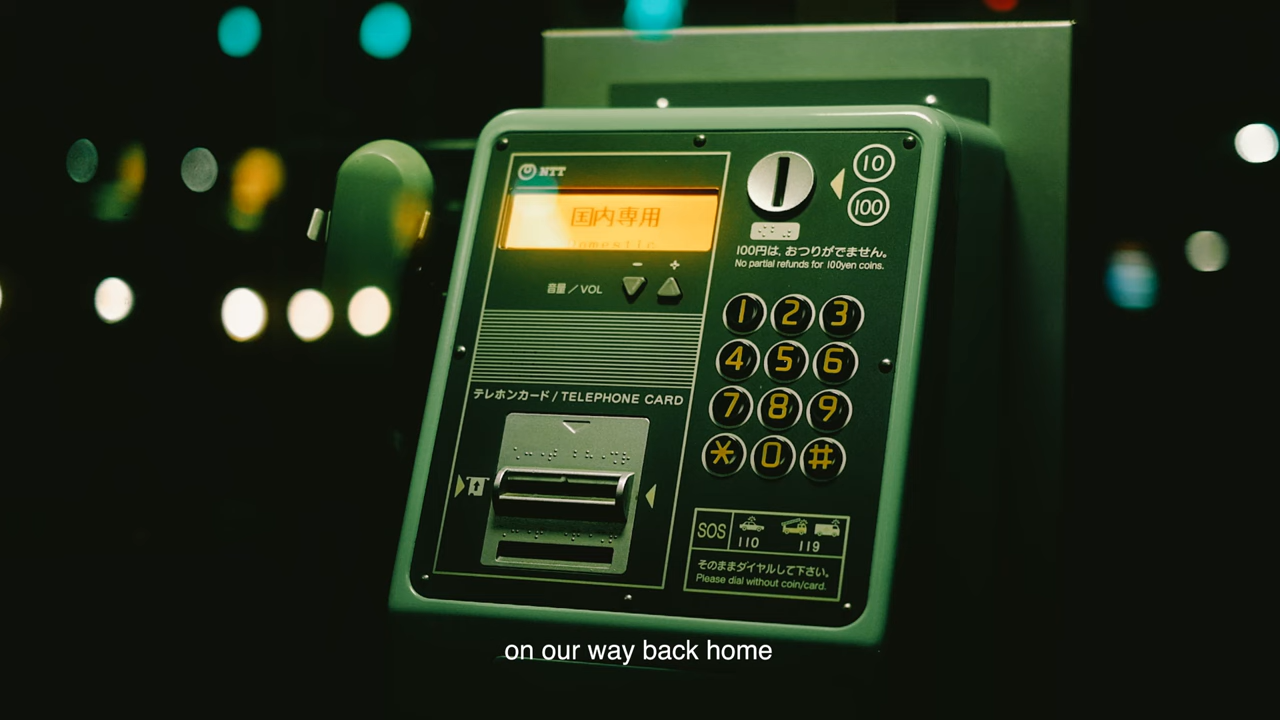 NTT
国内専用
Domestic
10
100
100円は、おつりがでません。
No partial refunds for 100yen coins.
- +
音量/VOL
1 2 3
4 5 6
7 8 9
* 0 #
テレホンカード/TELEPHONE CARD
SOS
110 119
そのままダイヤルして下さい。
Please dial without coin/card.
on our way back home